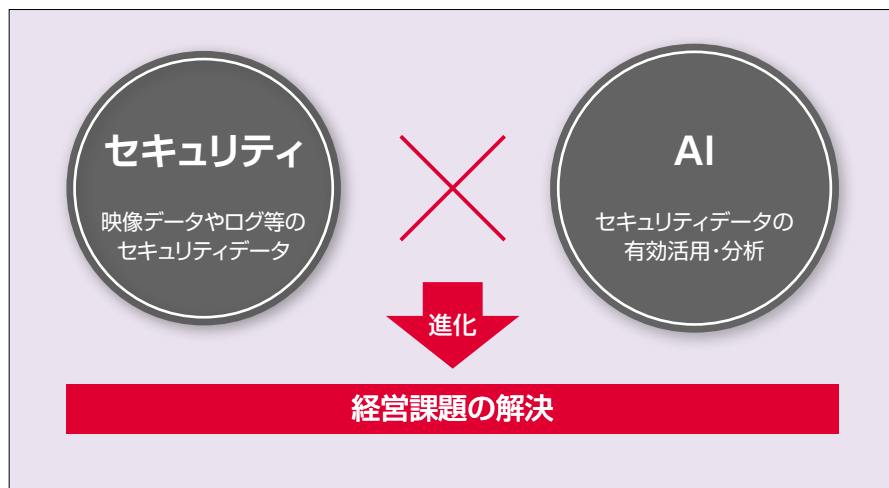 セキュリティ
映像データやログ等の
セキュリティデータ
AI
セキュリティデータの
有効活用・分析
進化
経営課題の解決